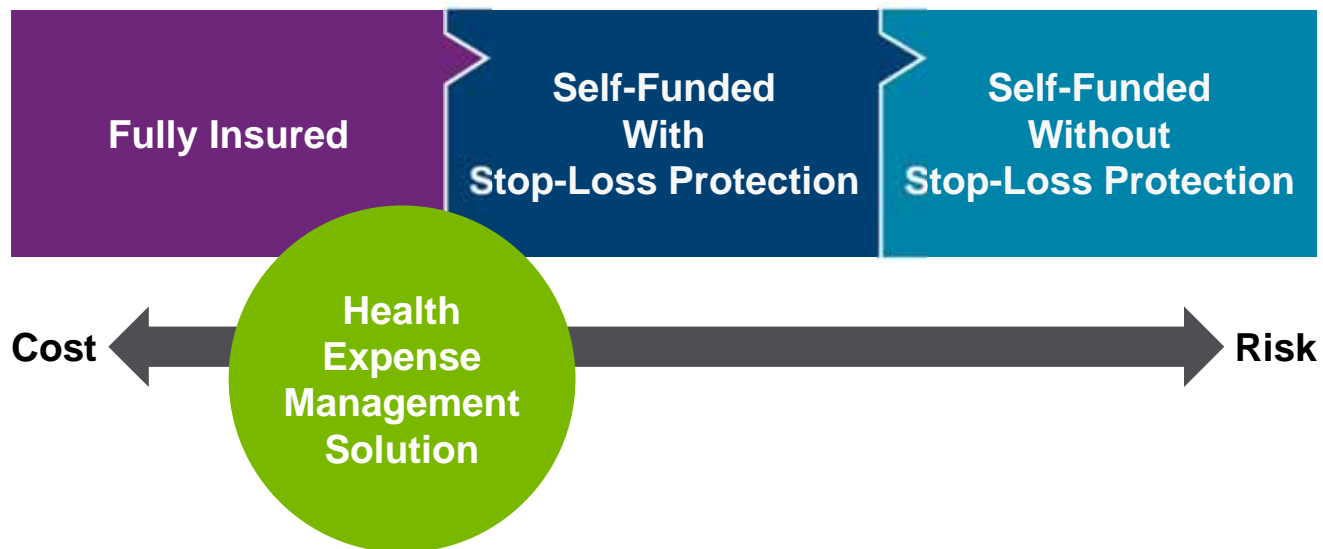 Fully Insured
Self-Funded
With
Stop-Loss Protection
Self-Funded
Without
Stop-Loss Protection
Cost
Health
Expense
Management
Solution
Risk